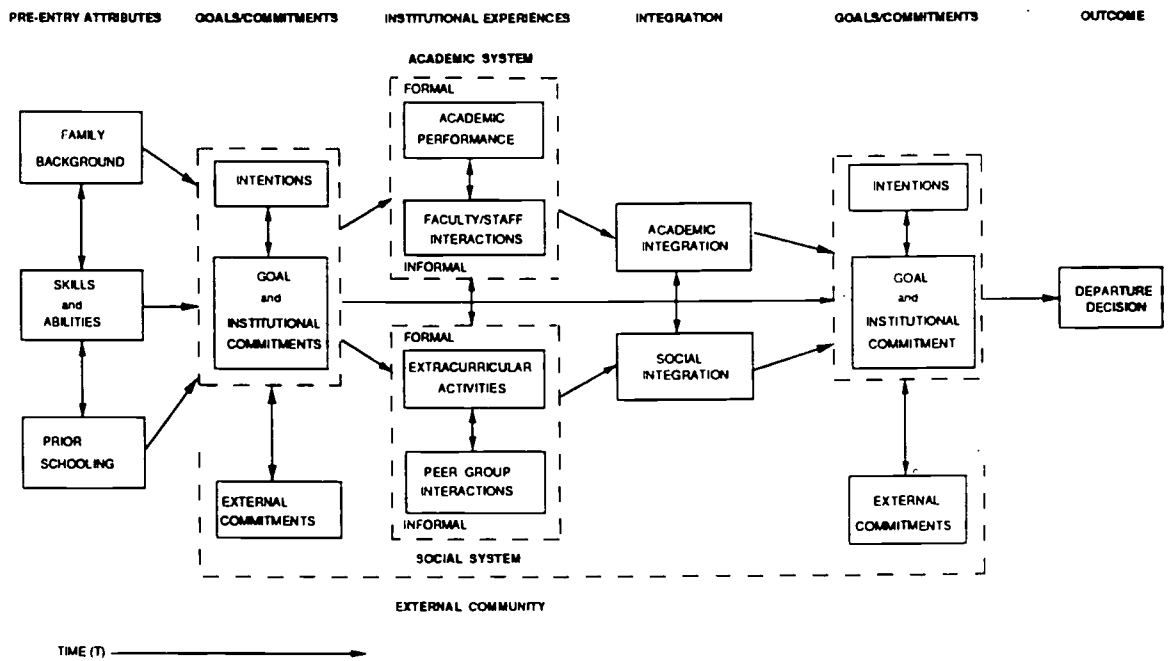 PRE-ENTRY ATTRIBUTES
GOALS/COMMITMENTS
INSTITUTIONAL EXPERIENCES
INTEGRATION
GOALS/COMMITMENTS
OUTCOME
FAMILY
BACKGROUND
SKILLS
and
ABILITIES
PRIOR
SCHOOLING
INTENTIONS
GOAL
and
INSTITUTIONAL
COMMITMENTS
EXTERNAL
COMMITMENTS
ACADEMIC SYSTEM
FORMAL
ACADEMIC
PERFORMANCE
FACULTY/STAFF
INTERACTIONS
INFORMAL
FORMAL
EXTRACURRICULAR
ACTIVITIES
PEER GROUP
INTERACTIONS
INFORMAL
SOCIAL SYSTEM
ACADEMIC
INTEGRATION
SOCIAL
INTEGRATION
INTENTIONS
GOAL
and
INSTITUTIONAL
COMMITMENT
EXTERNAL
COMMITMENTS
DEPARTURE
DECISION
EXTERNAL COMMUNITY
TIME (T)